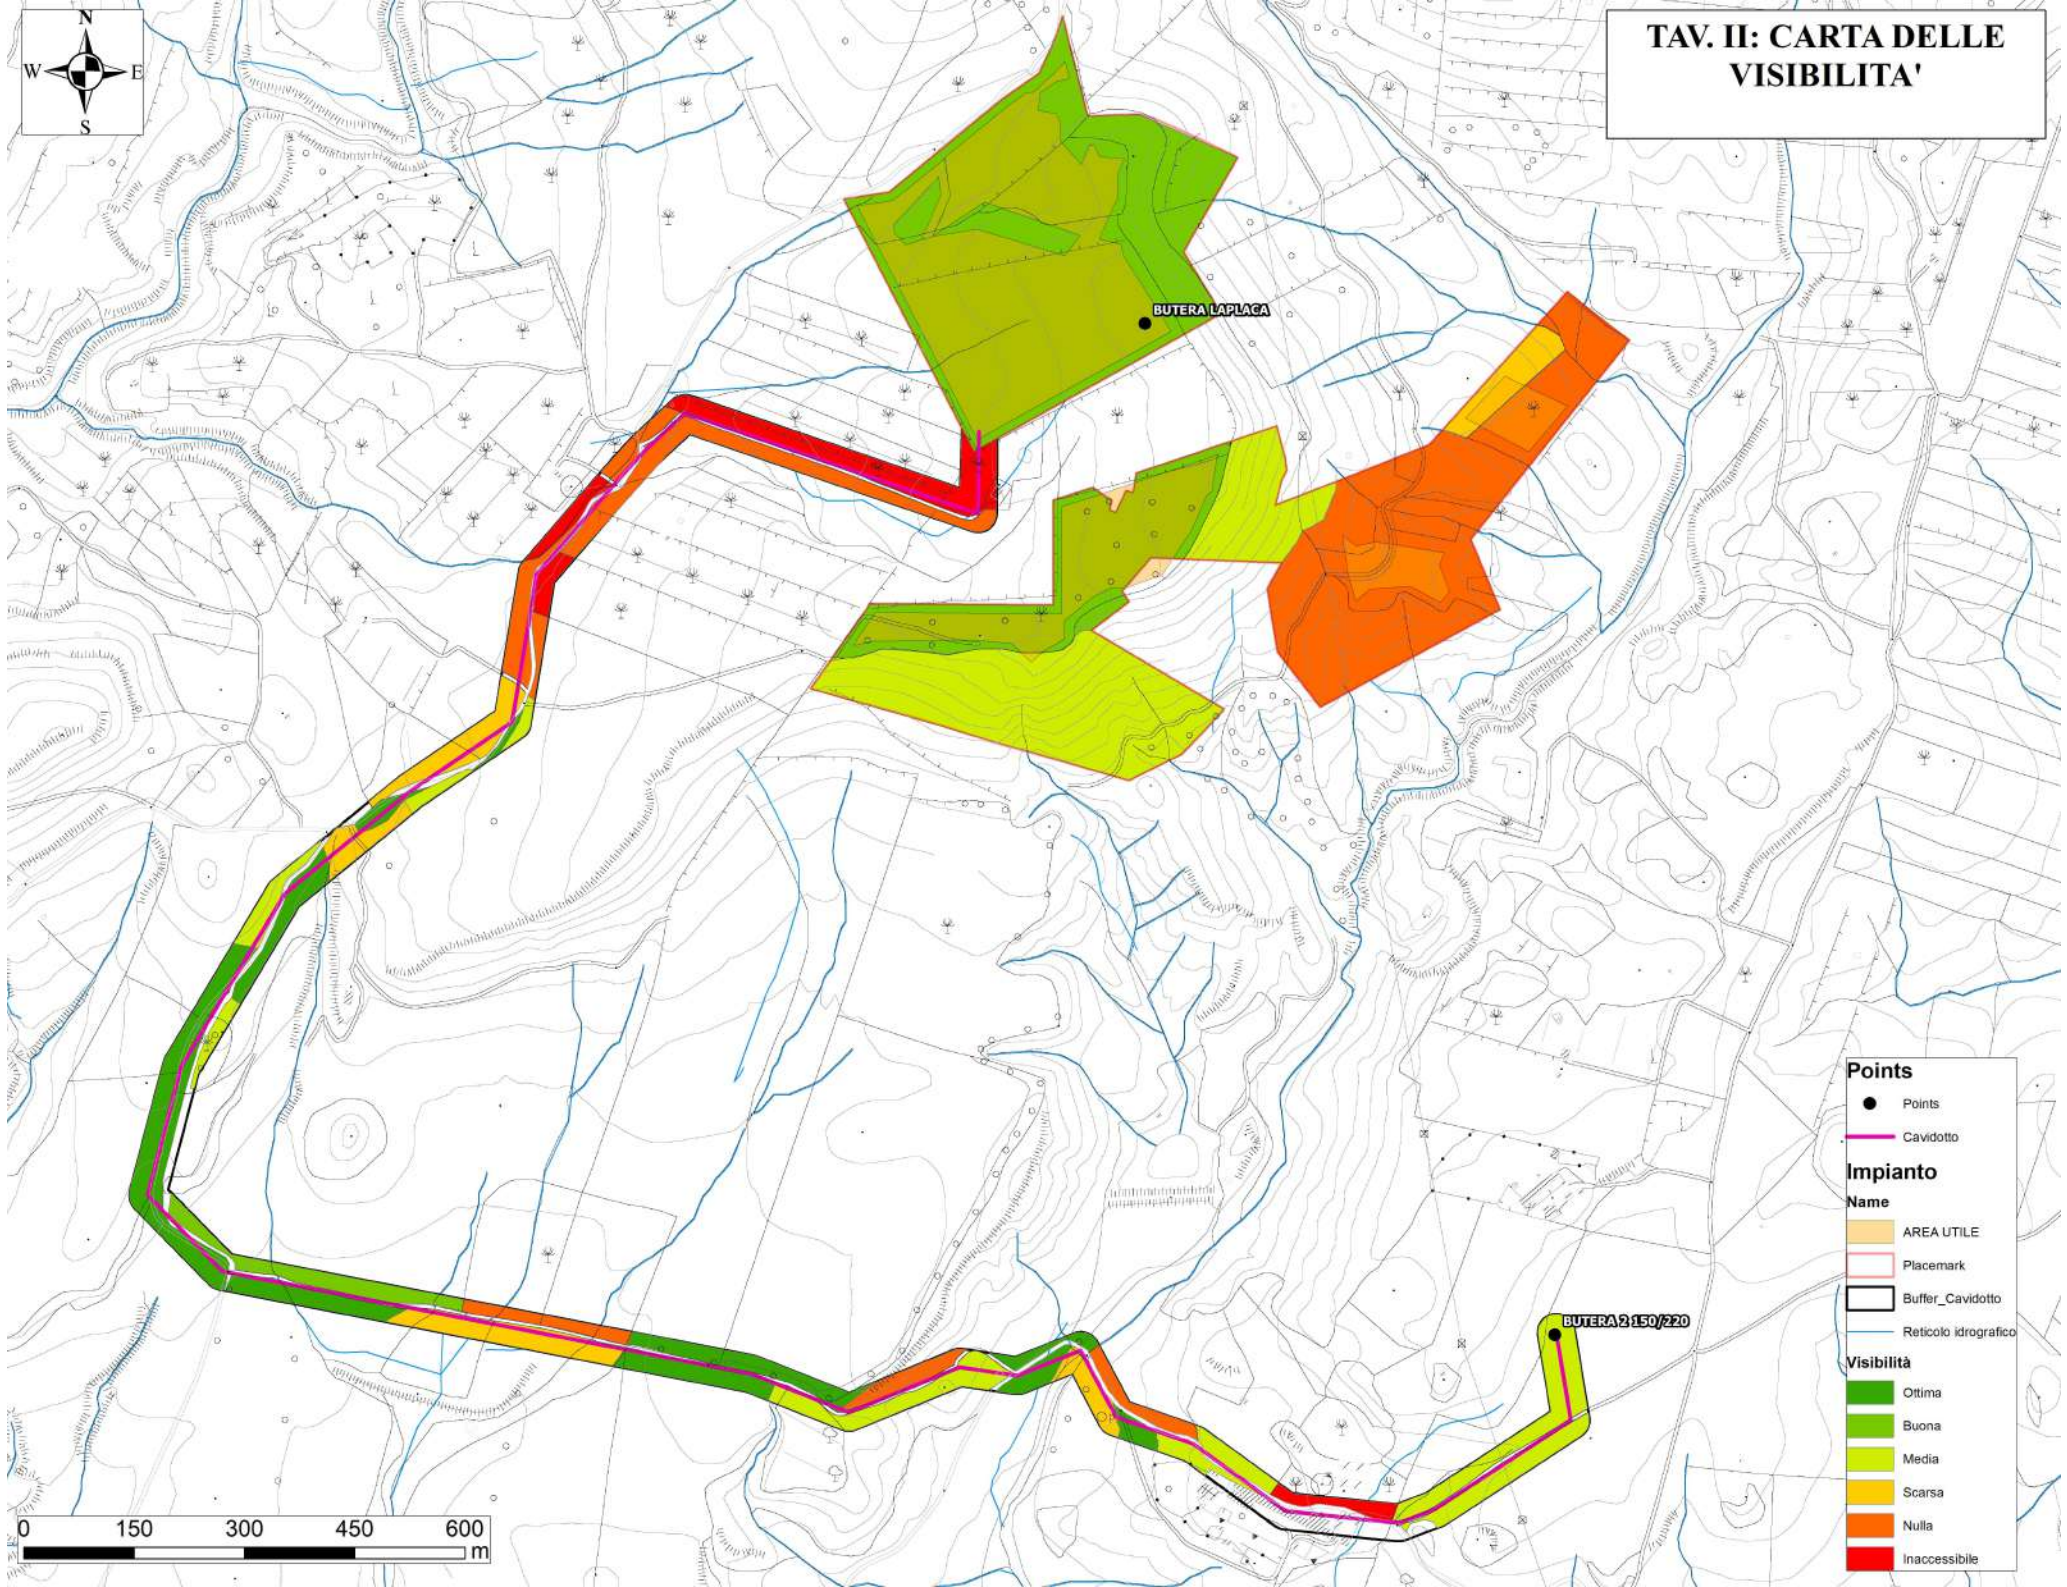 N
W E
S
TAV. II: CARTA DELLE
VISIBILITA'
BUTERA LAPLACA
BUTERA 2 150/220
Points
Points
Cavidotto
Impianto
Name
AREA UTILE
Placemark
Buffer_Cavidotto
Reticolo idrografico
Visibilità
Ottima
Buona
Media
Scarsa
Nulla
Inaccessibile
0 150 300 450 600
m